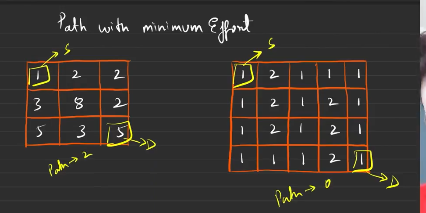 Path with minimum Effort
S
1 2 2
3 8 2
5 3 5
D
Path → 2
S
1 2 1 1 1
1 2 1 2 1
1 2 1 2 1
1 1 1 2 1
D
Path → 0